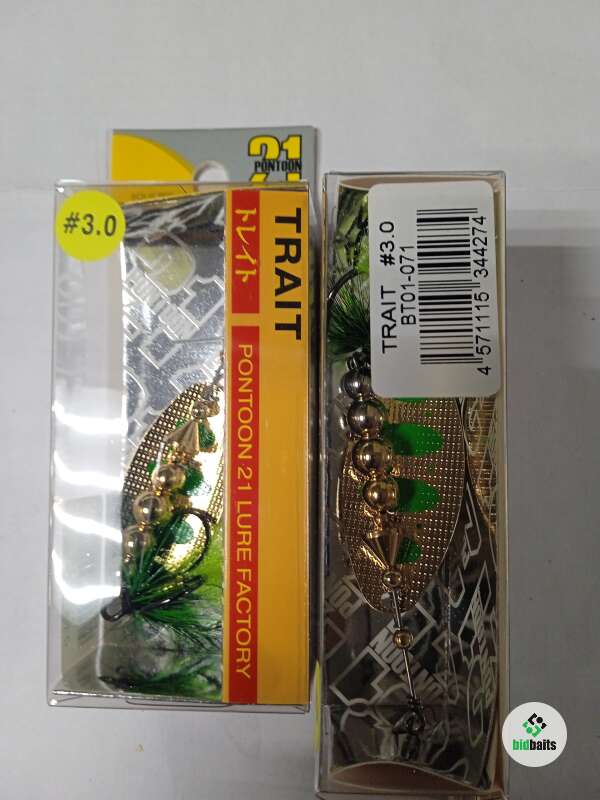 21
PONTOON
#3.0
TRAIT
トレイト
PONTOON 21 LURE FACTORY
TRAIT #3.0
BT01-071
4 571115 344274
PONTOON
bidbaits